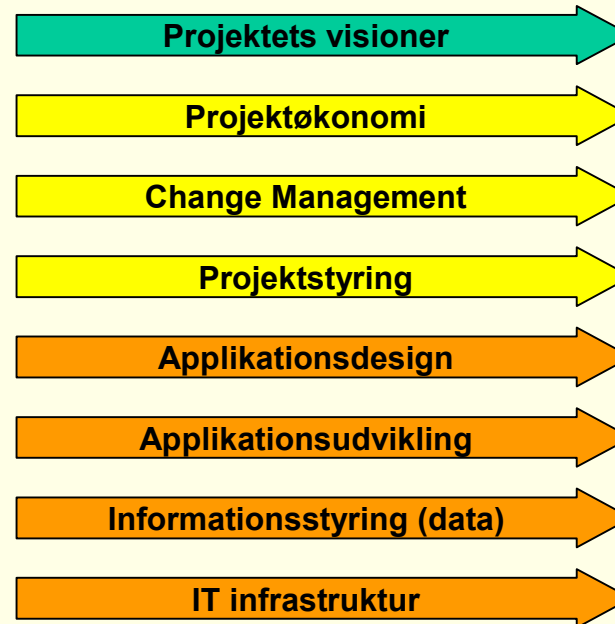 Projektets visioner
Projektøkonomi
Change Management
Projektstyring
Applikationsdesign
Applikationsudvikling
Informationsstyring (data)
IT infrastruktur